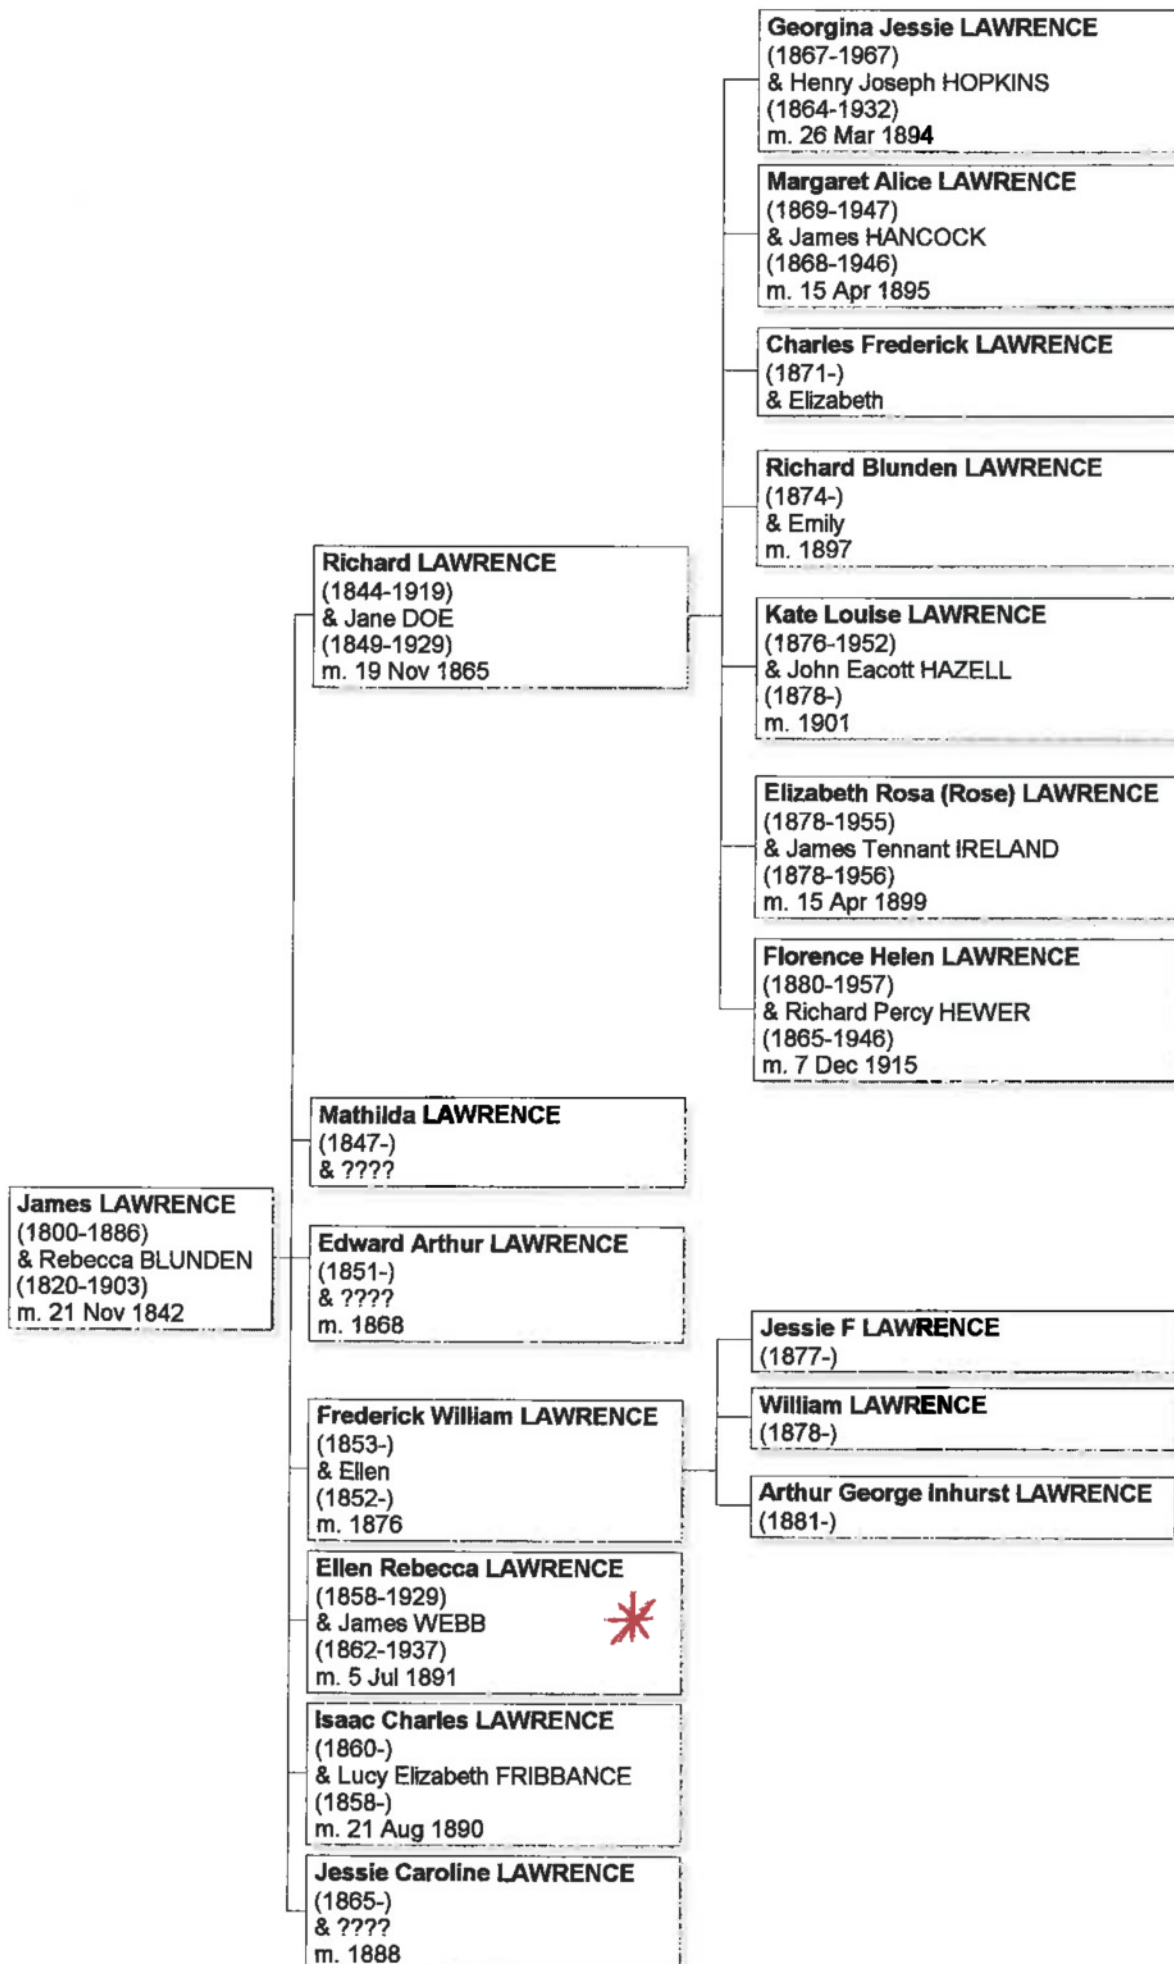 Georgina Jessie LAWRENCE
(1867-1967)
& Henry Joseph HOPKINS
(1864-1932)
m. 26 Mar 1894
Margaret Alice LAWRENCE
(1869-1947)
& James HANCOCK
(1868-1946)
m. 15 Apr 1895
Charles Frederick LAWRENCE
(1871-)
& Elizabeth
Richard Blunden LAWRENCE
(1874-)
& Emily
m. 1897
Richard LAWRENCE
(1844-1919)
& Jane DOE
(1849-1929)
m. 19 Nov 1865
Kate Louise LAWRENCE
(1876-1952)
& John Eacott HAZELL
(1878-)
m. 1901
Elizabeth Rosa (Rose) LAWRENCE
(1878-1955)
& James Tennant IRELAND
(1878-1956)
m. 15 Apr 1899
Florence Helen LAWRENCE
(1880-1957)
& Richard Percy HEWER
(1865-1946)
m. 7 Dec 1915
Mathilda LAWRENCE
(1847-)
& ????
James LAWRENCE
(1800-1886)
& Rebecca BLUNDEN
(1820-1903)
m. 21 Nov 1842
Edward Arthur LAWRENCE
(1851-)
& ????
m. 1868
Jessie F LAWRENCE
(1877-)
William LAWRENCE
(1878-)
Arthur George Inhurst LAWRENCE
(1881-)
Frederick William LAWRENCE
(1853-)
& Ellen
(1852-)
m. 1876
Ellen Rebecca LAWRENCE
(1858-1929)
& James WEBB
(1862-1937)
m. 5 Jul 1891
Isaac Charles LAWRENCE
(1860-)
& Lucy Elizabeth FRIBBANCE
(1858-)
m. 21 Aug 1890
Jessie Caroline LAWRENCE
(1865-)
& ????
m. 1888